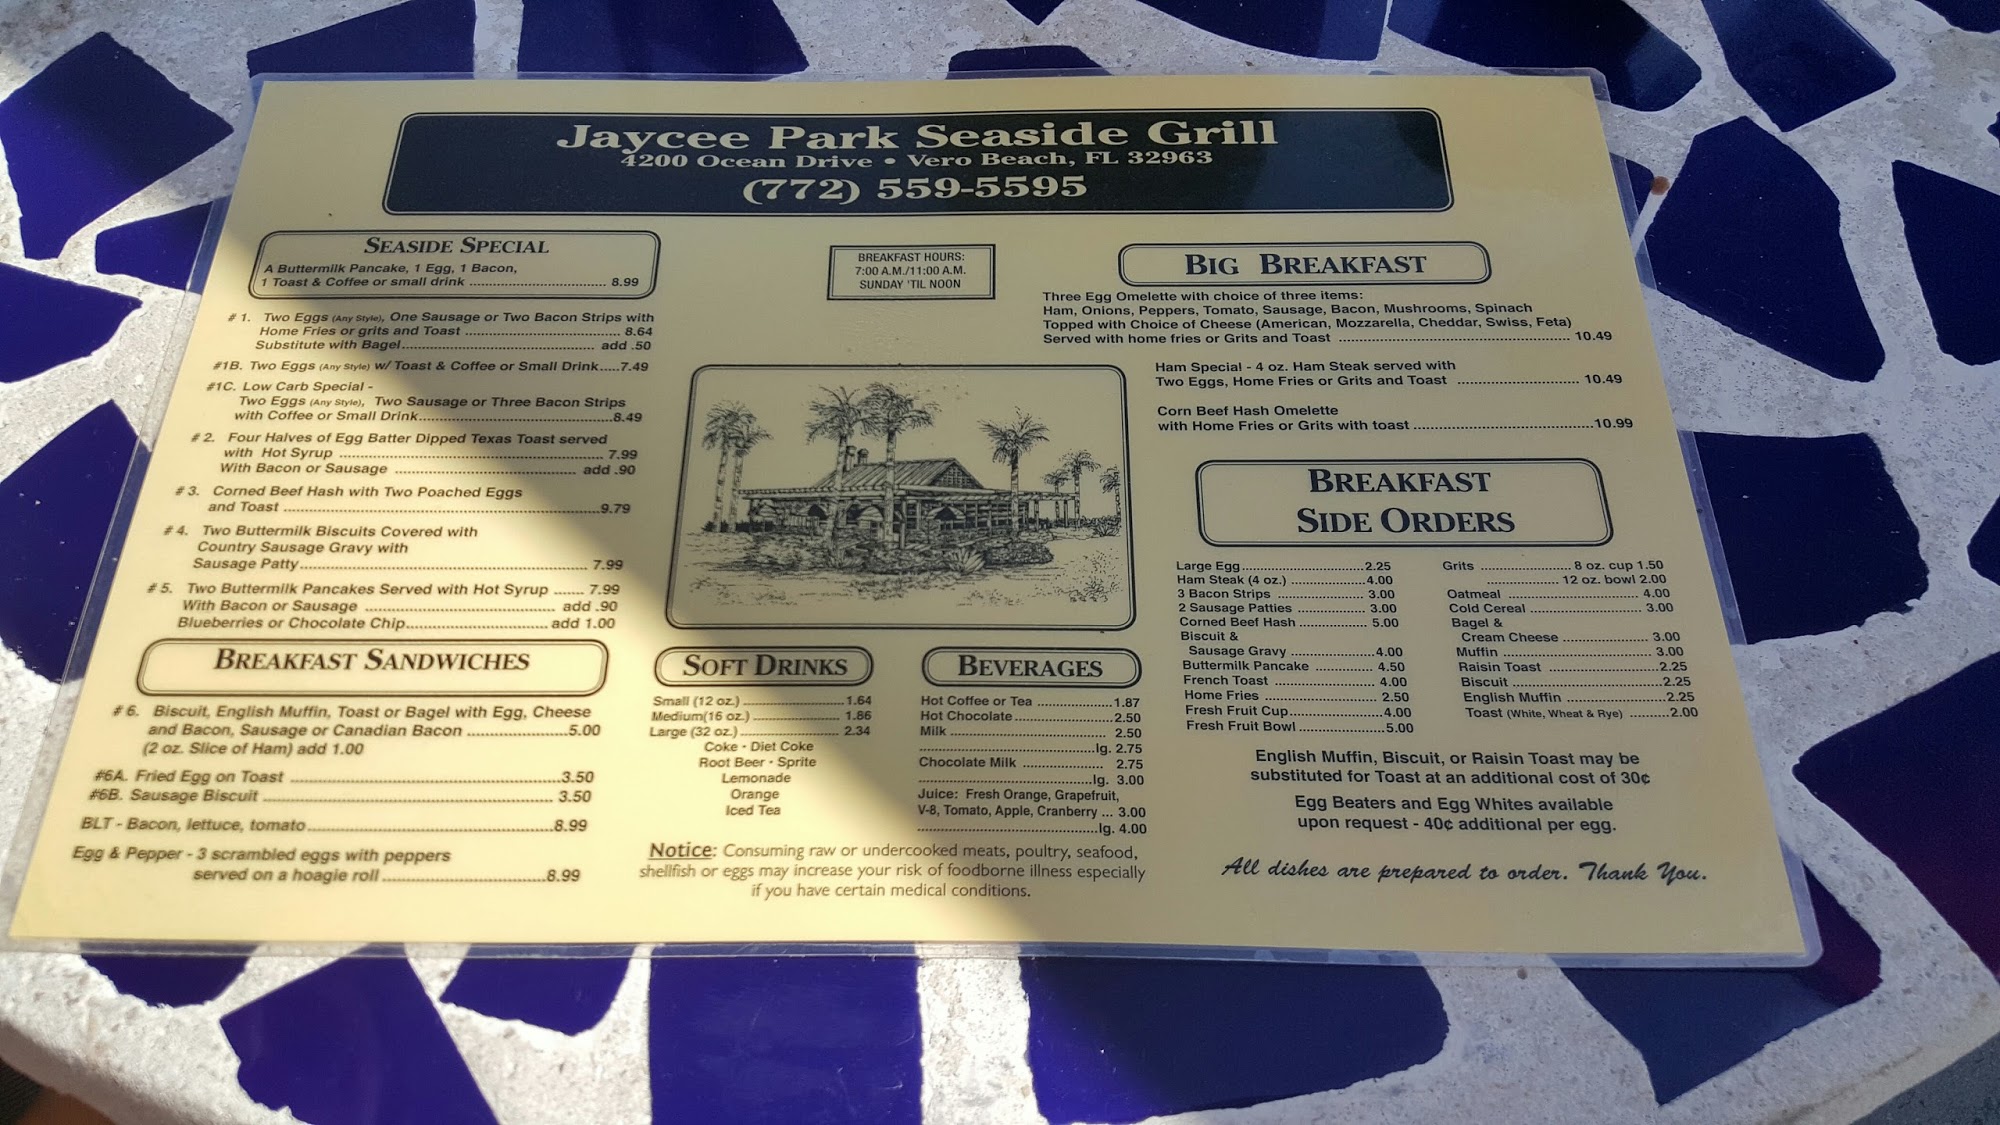 Jaycee Park Seaside Grill
4200 Ocean Drive • Vero Beach, FL 32963
(772) 559-5595
SEASIDE SPECIAL
A Buttermilk Pancake, 1 Egg, 1 Bacon,
1 Toast & Coffee or small drink ........ 8.99
# 1. Two Eggs (Any Style), One Sausage or Two Bacon Strips with
Home Fries or grits and Toast ........ 8.64
Substitute with Bagel........ add .50
#1B. Two Eggs (Any Style) w/ Toast & Coffee or Small Drink.....7.49
#1C. Low Carb Special -
Two Eggs (Any Style), Two Sausage or Three Bacon Strips
with Coffee or Small Drink........8.49
# 2. Four Halves of Egg Batter Dipped Texas Toast served
with Hot Syrup ........ 7.99
With Bacon or Sausage ........ add .90
# 3. Corned Beef Hash with Two Poached Eggs
and Toast ........9.79
# 4. Two Buttermilk Biscuits Covered with
Country Sausage Gravy with
Sausage Patty........ 7.99
# 5. Two Buttermilk Pancakes Served with Hot Syrup ....... 7.99
With Bacon or Sausage ........ add .90
Blueberries or Chocolate Chip........ add 1.00
BREAKFAST SANDWICHES
# 6. Biscuit, English Muffin, Toast or Bagel with Egg, Cheese
and Bacon, Sausage or Canadian Bacon ........5.00
(2 oz. Slice of Ham) add 1.00
#6A. Fried Egg on Toast ........3.50
#6B. Sausage Biscuit ........ 3.50
BLT - Bacon, lettuce, tomato........8.99
Egg & Pepper - 3 scrambled eggs with peppers
served on a hoagie roll ........8.99
BREAKFAST HOURS:
7:00 A.M./11:00 A.M.
SUNDAY 'TIL NOON
SOFT DRINKS
Small (12 oz.) ........1.64
Medium(16 oz.) ........ 1.86
Large (32 oz.) ........ 2.34
Coke • Diet Coke
Root Beer • Sprite
Lemonade
Orange
Iced Tea
BEVERAGES
Hot Coffee or Tea ........1.87
Hot Chocolate ........2.50
Milk ........ 2.50
........lg. 2.75
Chocolate Milk ........ 2.75
........lg. 3.00
Juice: Fresh Orange, Grapefruit,
V-8, Tomato, Apple, Cranberry ... 3.00
........lg. 4.00
Notice: Consuming raw or undercooked meats, poultry, seafood,
shellfish or eggs may increase your risk of foodborne illness especially
if you have certain medical conditions.
BIG BREAKFAST
Three Egg Omelette with choice of three items:
Ham, Onions, Peppers, Tomato, Sausage, Bacon, Mushrooms, Spinach
Topped with Choice of Cheese (American, Mozzarella, Cheddar, Swiss, Feta)
Served with home fries or Grits and Toast ........ 10.49
Ham Special - 4 oz. Ham Steak served with
Two Eggs, Home Fries or Grits and Toast ........ 10.49
Corn Beef Hash Omelette
with Home Fries or Grits with toast ........10.99
BREAKFAST
SIDE ORDERS
Large Egg........2.25
Ham Steak (4 oz.) ........4.00
3 Bacon Strips ........ 3.00
2 Sausage Patties ........ 3.00
Corned Beef Hash ........ 5.00
Biscuit &
Sausage Gravy ........4.00
Buttermilk Pancake ........ 4.50
French Toast ........ 4.00
Home Fries ........ 2.50
Fresh Fruit Cup........4.00
Fresh Fruit Bowl ........5.00
Grits ........ 8 oz. cup 1.50
........ 12 oz. bowl 2.00
Oatmeal ........ 4.00
Cold Cereal ........ 3.00
Bagel &
Cream Cheese ........ 3.00
Muffin ........ 3.00
Raisin Toast ........2.25
Biscuit ........2.25
English Muffin ........2.25
Toast (White, Wheat & Rye) ........2.00
English Muffin, Biscuit, or Raisin Toast may be
substituted for Toast at an additional cost of 30¢
Egg Beaters and Egg Whites available
upon request - 40¢ additional per egg.
All dishes are prepared to order. Thank You.